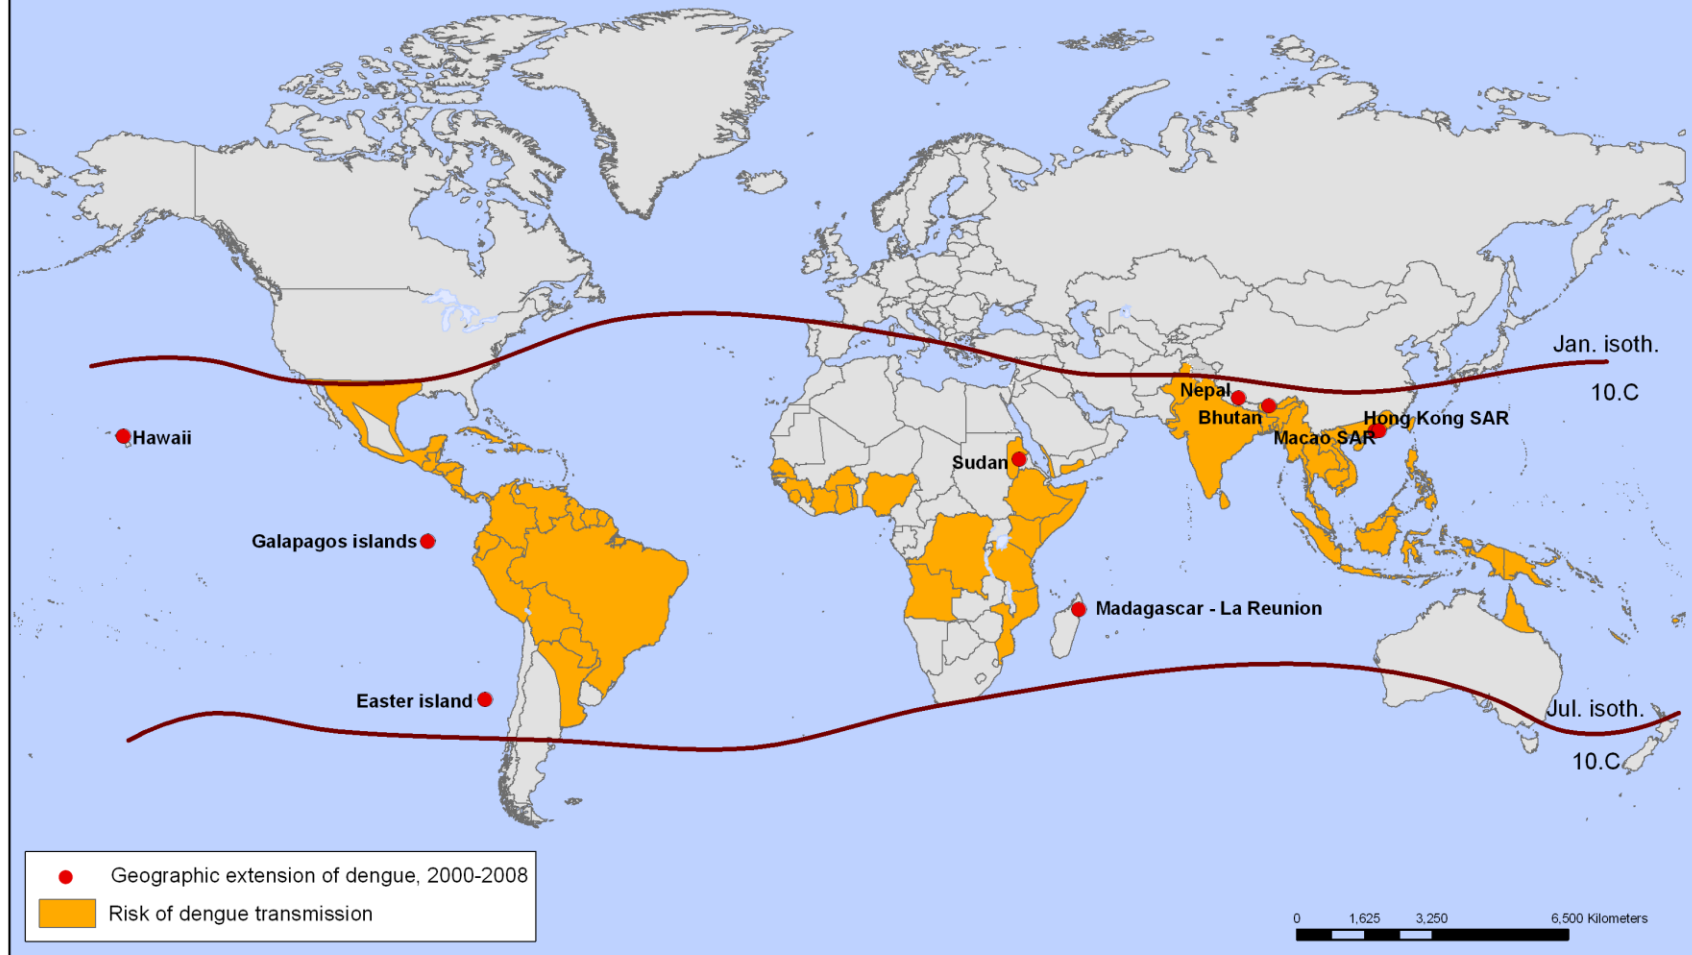 Jan. isoth.
10.C
Nepal
Bhutan
Hong Kong SAR
Macao SAR
Hawaii
Sudan
Galapagos islands
Madagascar - La Reunion
Easter island
Jul. isoth.
10.C
Geographic extension of dengue, 2000-2008
Risk of dengue transmission
0 1,625 3,250 6,500 Kilometers